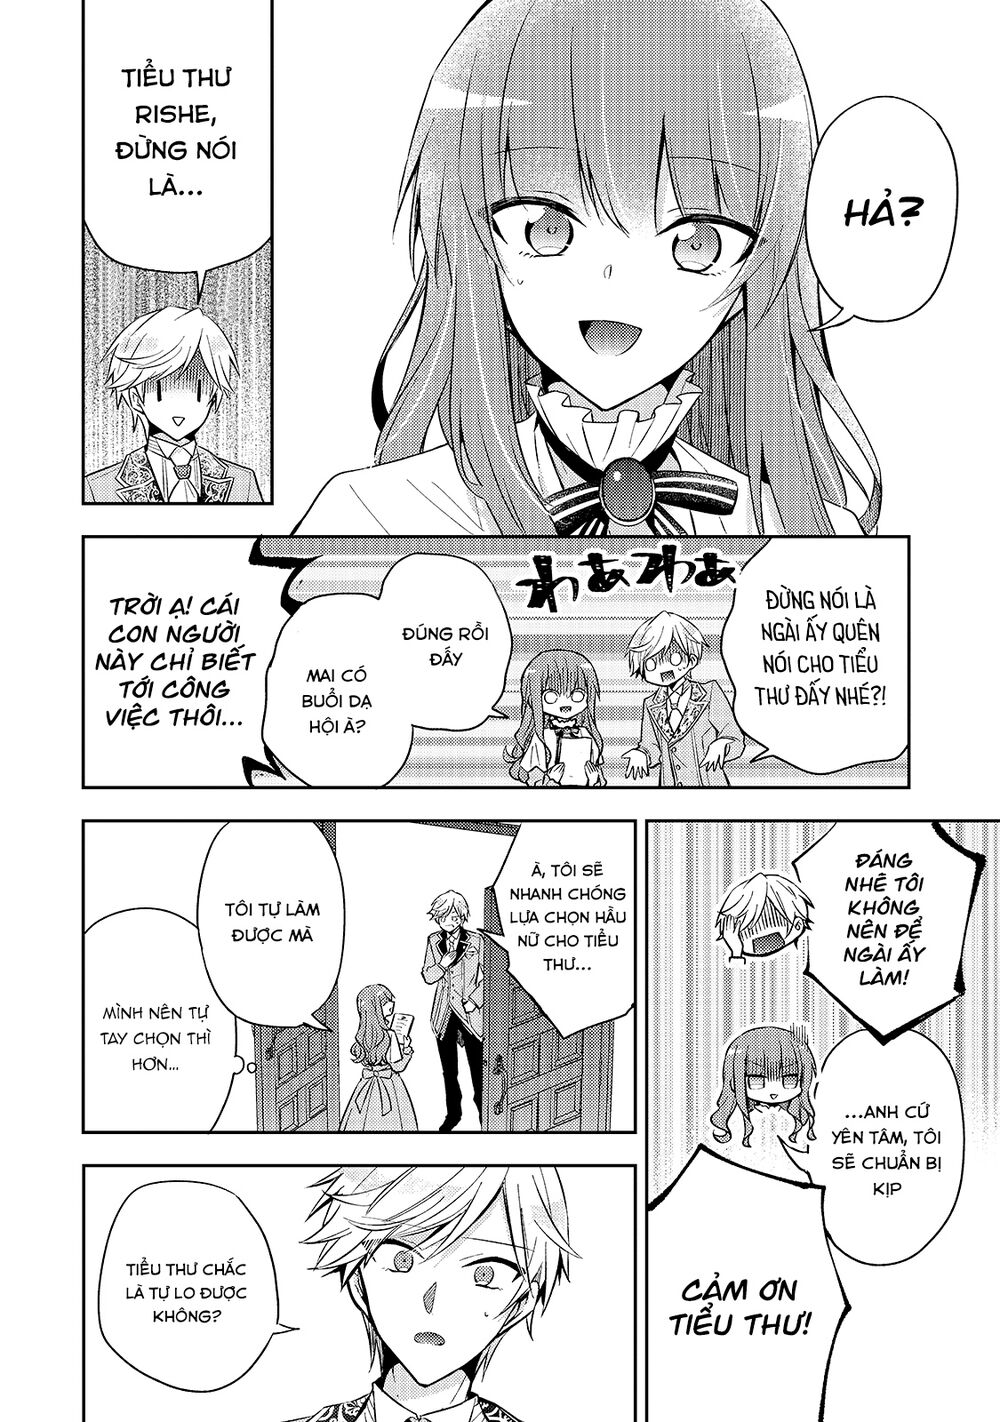 HẢ?
TIỂU THƯ
RISHE,
ĐỪNG NÓI
LÀ...
ĐỪNG NÓI LÀ
NGÀI ẤY QUÊN
NÓI CHO TIỂU
THƯ ĐẤY NHÉ?!
わあわあ
ĐÚNG RỒI
ĐẤY
MAI CÓ
BUỔI DẠ
HỘI À?
TRỜI Ạ! CÁI
CON NGƯỜI
NÀY CHỈ BIẾT
TỚI CÔNG
VIỆC THÔI...
ĐÁNG
NHẼ TÔI
KHÔNG
NÊN ĐỂ
NGÀI ẤY
LÀM!
...ANH CỨ
YÊN TÂM, TÔI
SẼ CHUẨN BỊ
KỊP
CẢM ƠN
TIỂU THƯ!
À, TÔI SẼ
NHANH CHÓNG
LỰA CHỌN HẦU
NỮ CHO TIỂU
THƯ...
TÔI TỰ LÀM
ĐƯỢC MÀ
MÌNH NÊN TỰ
TAY CHỌN THÌ
HƠN...
TIỂU THƯ CHẮC
LÀ TỰ LO ĐƯỢC
KHÔNG?